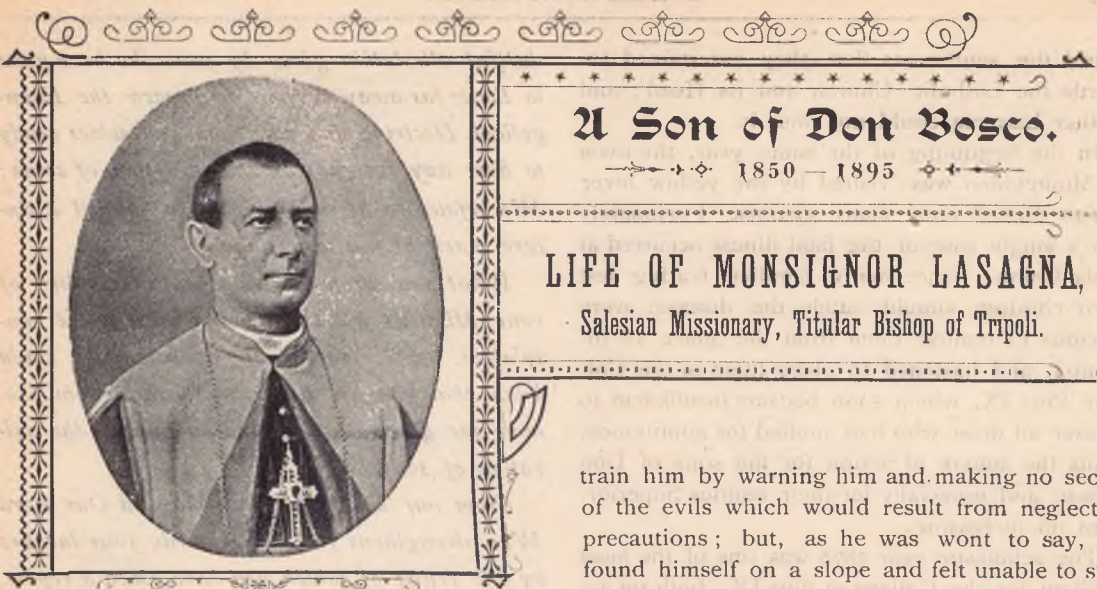 A Son of Don Bosco.
1850 — 1895
LIFE OF MONSIGNOR LASAGNA,
Salesian Missionary, Titular Bishop of Tripoli.
train him by warning him and making no sec
of the evils which would result from neglect
precautions; but, as he was wont to say,
found himself on a slope and felt unable to s